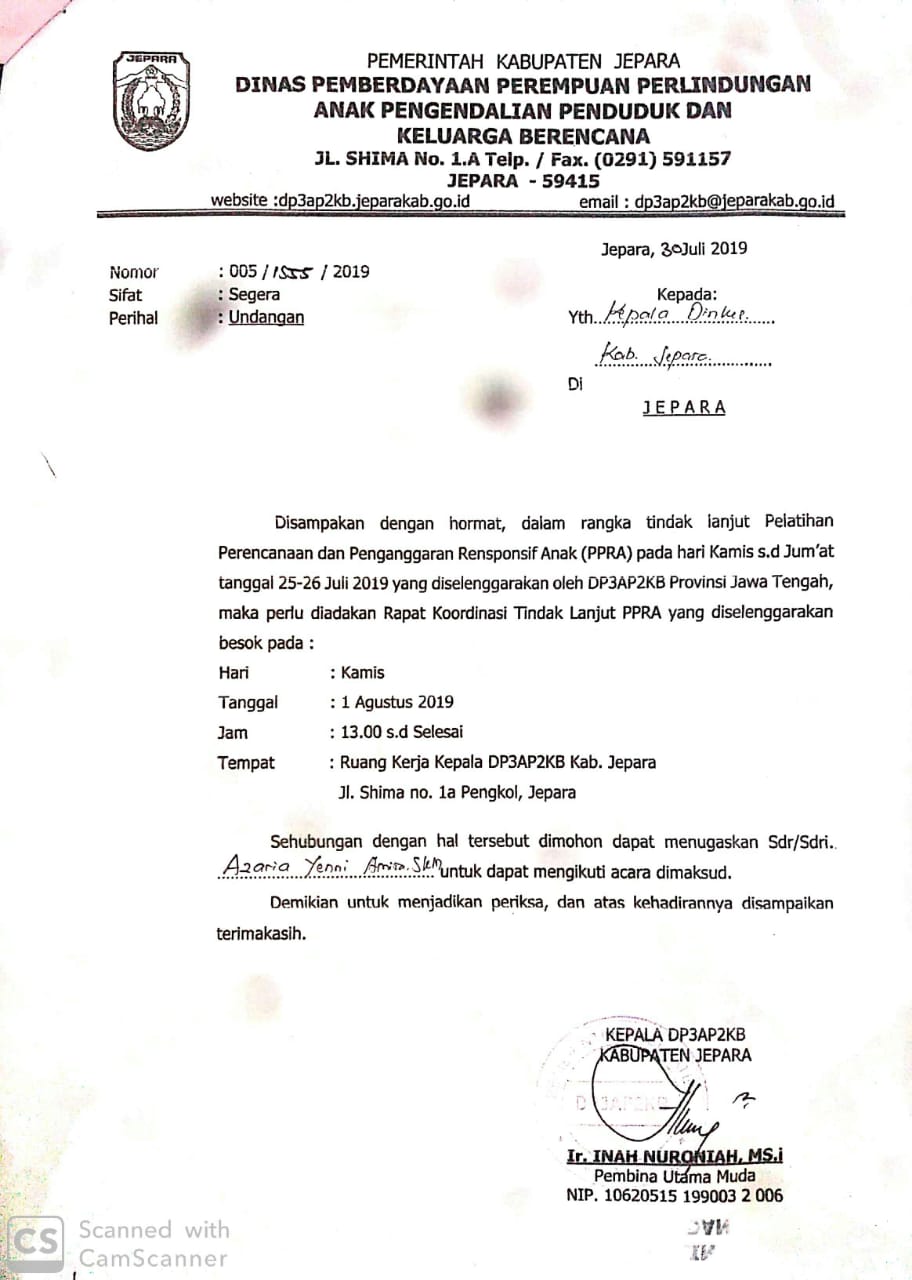 JEPARA
PEMERINTAH KABUPATEN JEPARA
DINAS PEMBERDAYAAN PEREMPUAN PERLINDUNGAN
ANAK PENGENDALIAN PENDUDUK DAN
KELUARGA BERENCANA
JL. SHIMA No. 1.A Telp. / Fax. (0291) 591157
JEPARA - 59415
website :dp3ap2kb.jeparakab.go.id email : dp3ap2kb@jeparakab.go.id
Jepara, 30 Juli 2019
Nomor : 005 / 1555 / 2019
Sifat : Segera
Perihal : Undangan
Kepada:
Yth. Kepala Dinkes
Kab. Jepara
Di
J E P A R A
Disampakan dengan hormat, dalam rangka tindak lanjut Pelatihan
Perencanaan dan Penganggaran Rensponsif Anak (PPRA) pada hari Kamis s.d Jum'at
tanggal 25-26 Juli 2019 yang diselenggarakan oleh DP3AP2KB Provinsi Jawa Tengah,
maka perlu diadakan Rapat Koordinasi Tindak Lanjut PPRA yang diselenggarakan
besok pada :
Hari : Kamis
Tanggal : 1 Agustus 2019
Jam : 13.00 s.d Selesai
Tempat : Ruang Kerja Kepala DP3AP2KB Kab. Jepara
Jl. Shima no. 1a Pengkol, Jepara
Sehubungan dengan hal tersebut dimohon dapat menugaskan Sdr/Sdri..
Azaria Yenni SKM untuk dapat mengikuti acara dimaksud.
Demikian untuk menjadikan periksa, dan atas kehadirannya disampaikan
terimakasih.
KEPALA DP3AP2KB
KABUPATEN JEPARA
Ir. INAH NURONIAH, MS.i
Pembina Utama Muda
NIP. 10620515 199003 2 006
CS Scanned with
CamScanner